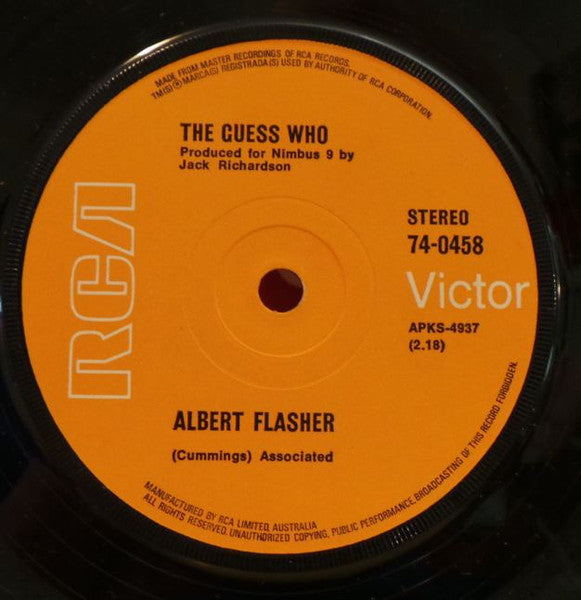 MADE FROM MASTER RECORDINGS OF RCA RECORDS.
TM(S) ® MARCA(S) REGISTRADA(S) USED BY AUTHORITY OF RCA CORPORATION.
THE GUESS WHO
Produced for Nimbus 9 by
Jack Richardson
RCA
STEREO
74-0458
Victor
APKS-4937
(2.18)
ALBERT FLASHER
(Cummings) Associated
MANUFACTURED BY RCA LIMITED, AUSTRALIA
ALL RIGHTS RESERVED. UNAUTHORIZED COPYING, PUBLIC PERFORMANCE, BROADCASTING OF THIS RECORD FORBIDDEN.